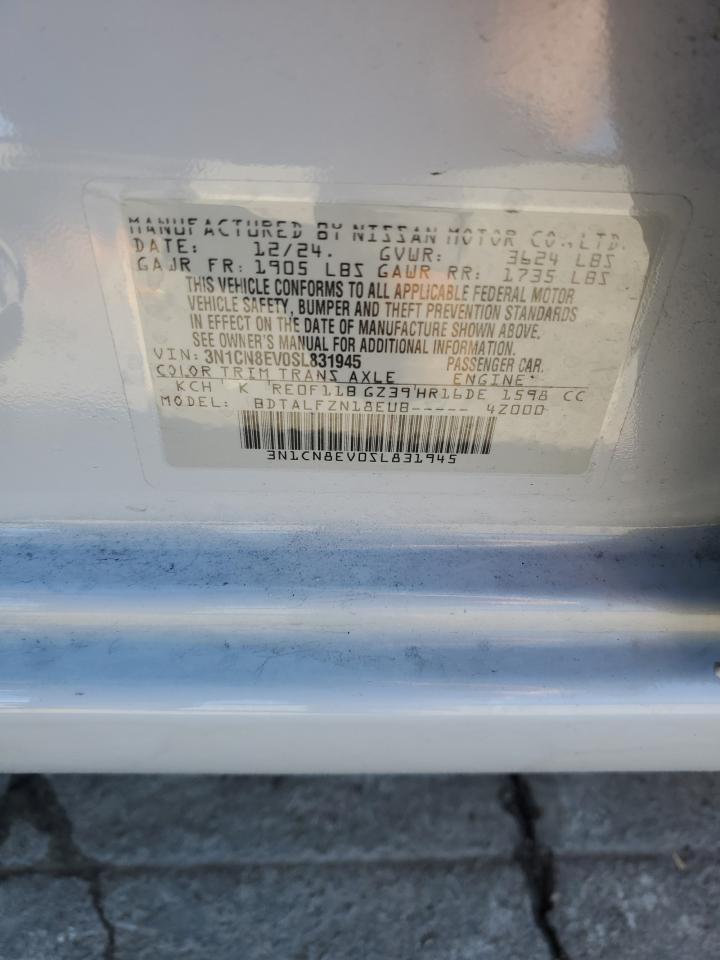 MANUFACTURED BY NISSAN MOTOR CO., LTD.
DATE: 12/24. GVWR: 3624 LBS
GAWR FR: 1905 LBS GAWR RR: 1735 LBS
THIS VEHICLE CONFORMS TO ALL APPLICABLE FEDERAL MOTOR
VEHICLE SAFETY, BUMPER AND THEFT PREVENTION STANDARDS
IN EFFECT ON THE DATE OF MANUFACTURE SHOWN ABOVE.
SEE OWNER'S MANUAL FOR ADDITIONAL INFORMATION.
VIN: 3N1CN8EV0SL831945 PASSENGER CAR.
COLOR TRIM TRANS AXLE ENGINE:
KCH K RE0F11B GZ39 HR16DE 1598 CC
BDTALFZN18EUB----- 4Z000
3N1CN8EV0SL831945